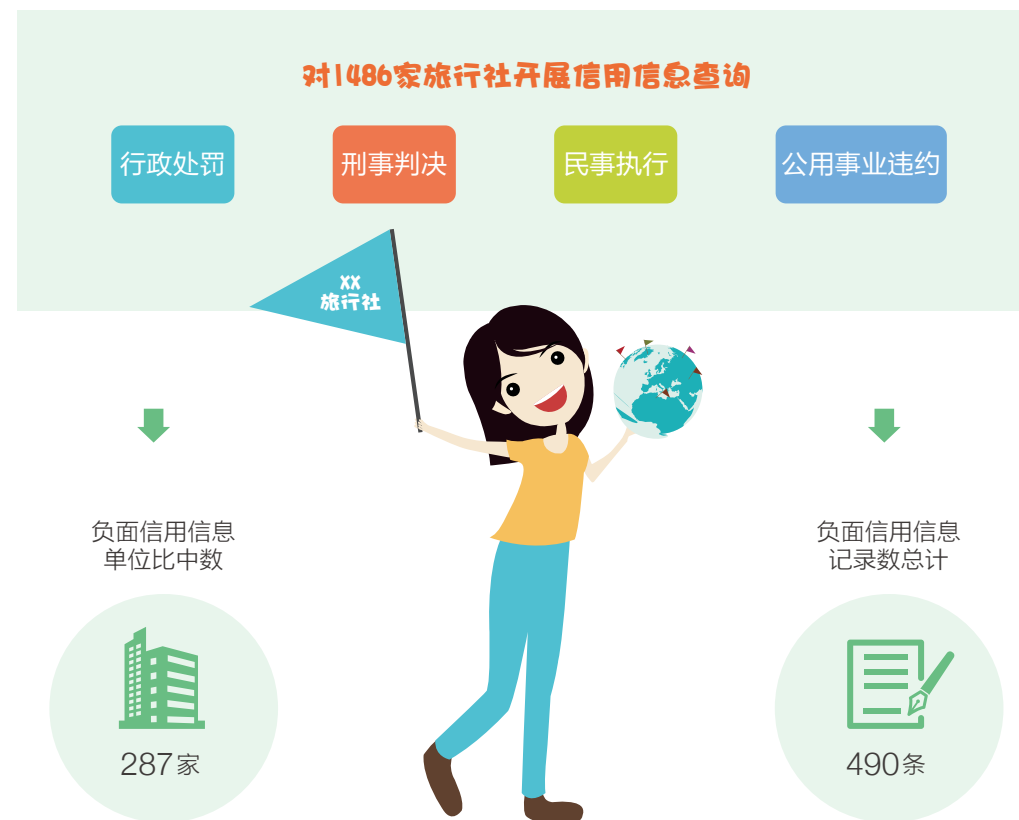 对1486家旅行社开展信用信息查询
行政处罚
刑事判决
民事执行
公用事业违约
XX
旅行社
负面信用信息
单位比中数
287家
负面信用信息
记录数总计
490条